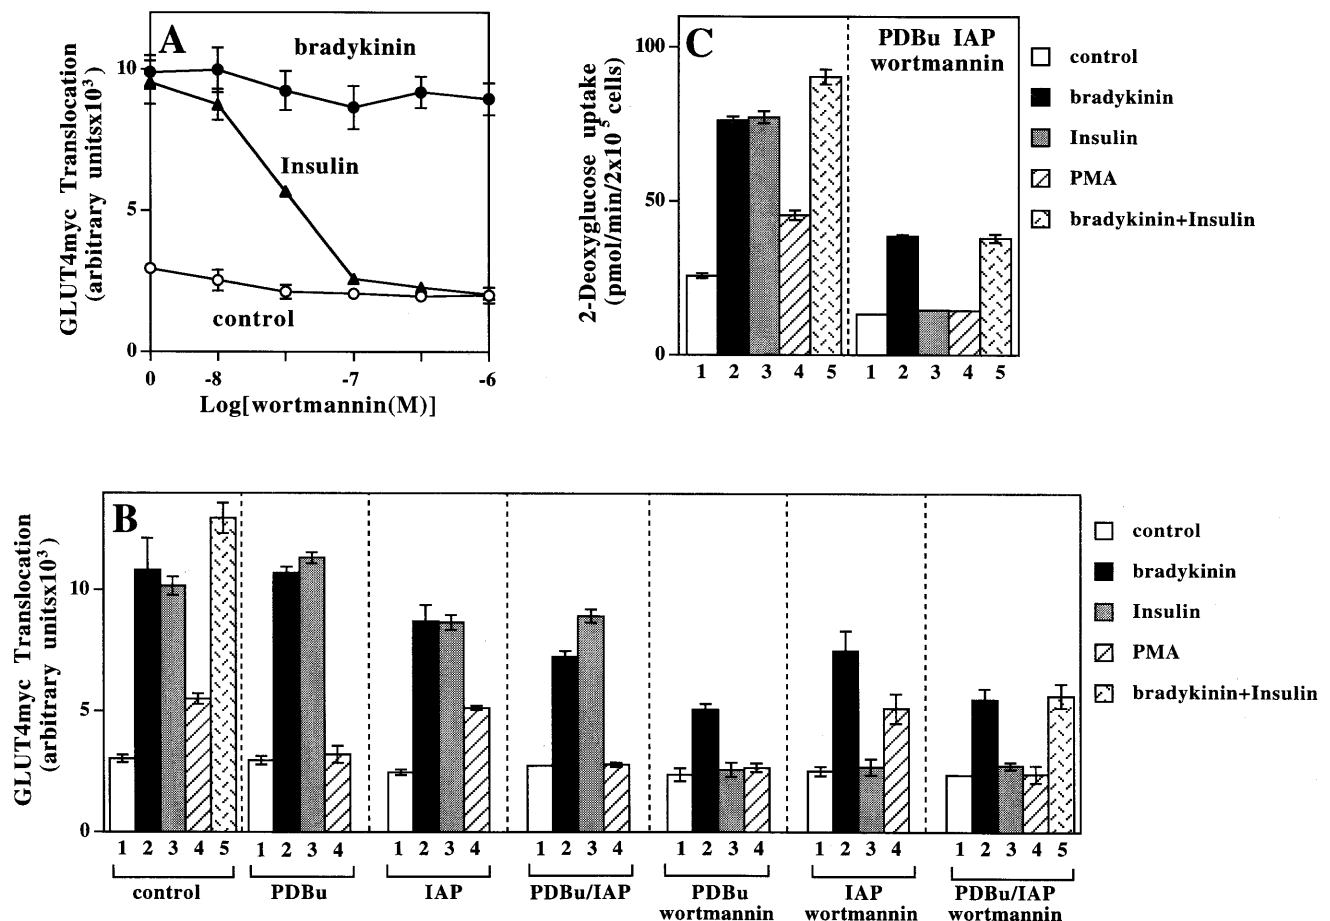 A
bradykinin
Insulin
control
GLUT4myc Translocation
(arbitrary unitsx10³)
10
5
0
0 -8 -7 -6
Log[wortmannin(M)]
C
PDBu IAP
wortmannin
2-Deoxyglucose uptake
(pmol/min/2x10⁵ cells)
100
50
0
1 2 3 4 5 1 2 3 4 5
control
bradykinin
Insulin
PMA
bradykinin+Insulin
B
GLUT4myc Translocation
(arbitrary unitsx10³)
10
5
0
1 2 3 4 5 1 2 3 4 1 2 3 4 1 2 3 4 1 2 3 4 1 2 3 4 1 2 3 4 5
control PDBu IAP PDBu/IAP PDBu IAP PDBu/IAP
wortmannin wortmannin wortmannin
control
bradykinin
Insulin
PMA
bradykinin+Insulin